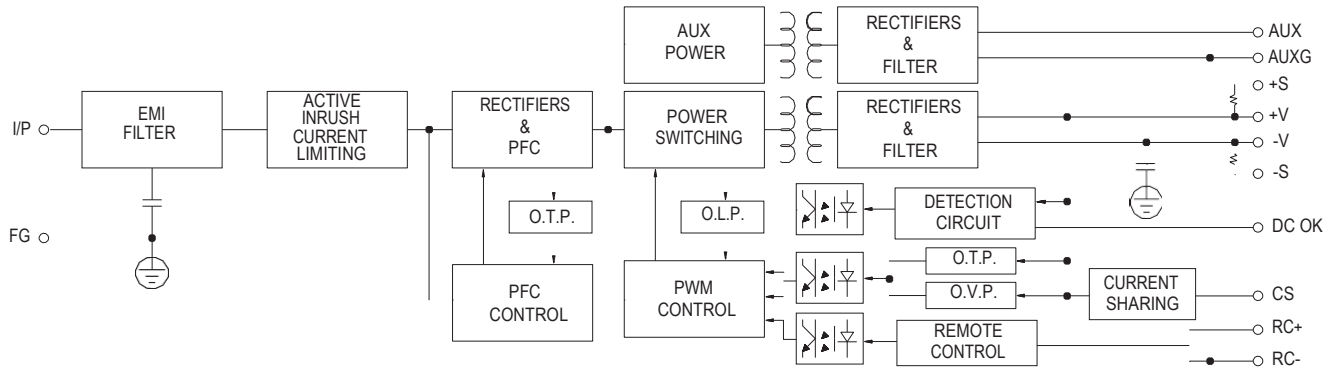 AUX
POWER
RECTIFIERS
&
FILTER
AUX
AUXG
+S
I/P
EMI
FILTER
ACTIVE
INRUSH
CURRENT
LIMITING
RECTIFIERS
&
PFC
POWER
SWITCHING
RECTIFIERS
&
FILTER
+V
-V
-S
O.T.P.
O.L.P.
DETECTION
CIRCUIT
DC OK
FG
PFC
CONTROL
PWM
CONTROL
O.T.P.
O.V.P.
CURRENT
SHARING
CS
REMOTE
CONTROL
RC+
RC-